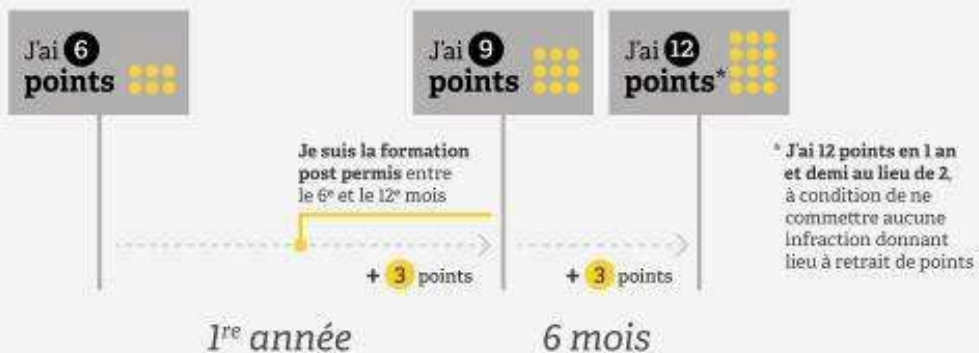 J'ai 6
points
J'ai 9
points
J'ai 12
points*
Je suis la formation
post permis entre
le 6e et le 12e mois
* J'ai 12 points en 1 an
et demi au lieu de 2,
à condition de ne
commettre aucune
infraction donnant
lieu à retrait de points
+ 3 points
+ 3 points
1re année
6 mois